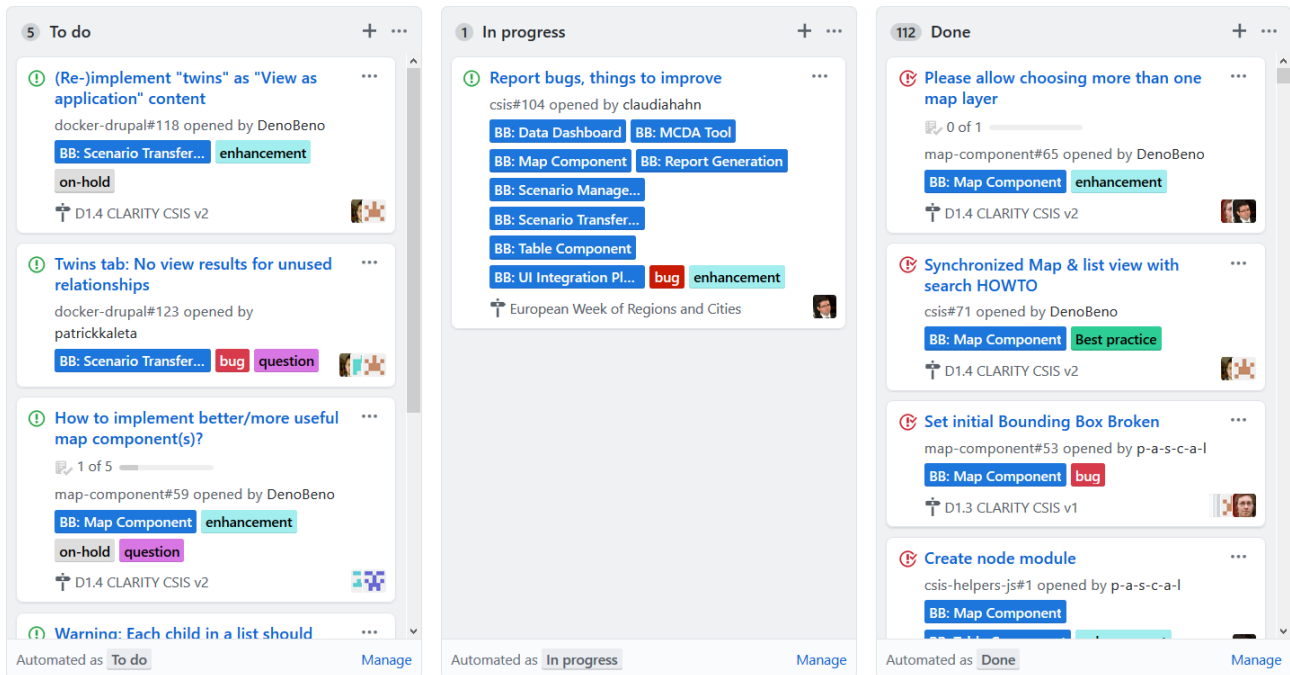 5 To do
(Re-)implement "twins" as "View as
application" content
docker-drupal#118 opened by DenoBeno
BB: Scenario Transfer... enhancement
on-hold
D1.4 CLARITY CSIS v2
Twins tab: No view results for unused
relationships
docker-drupal#123 opened by
patrickkaleta
BB: Scenario Transfer... bug question
How to implement better/more useful
map component(s)?
1 of 5
map-component#59 opened by DenoBeno
BB: Map Component enhancement
on-hold question
D1.4 CLARITY CSIS v2
Warning: Each child in a list should
Automated as To do Manage
1 In progress
Report bugs, things to improve
csis#104 opened by claudiahahn
BB: Data Dashboard BB: MCDA Tool
BB: Map Component BB: Report Generation
BB: Scenario Manage...
BB: Scenario Transfer...
BB: Table Component
BB: UI Integration Pl... bug enhancement
European Week of Regions and Cities
Automated as In progress Manage
112 Done
Please allow choosing more than one
map layer
0 of 1
map-component#65 opened by DenoBeno
BB: Map Component enhancement
D1.4 CLARITY CSIS v2
Synchronized Map & list view with
search HOWTO
csis#71 opened by DenoBeno
BB: Map Component Best practice
D1.4 CLARITY CSIS v2
Set initial Bounding Box Broken
map-component#53 opened by p-a-s-c-a-l
BB: Map Component bug
D1.3 CLARITY CSIS v1
Create node module
csis-helpers-js#1 opened by p-a-s-c-a-l
BB: Map Component
Automated as Done Manage